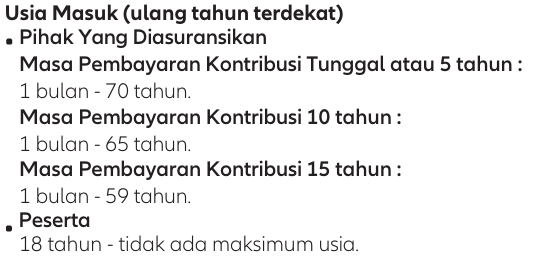 Usia Masuk (ulang tahun terdekat)
• Pihak Yang Diasuransikan
Masa Pembayaran Kontribusi Tunggal atau 5 tahun :
1 bulan - 70 tahun.
Masa Pembayaran Kontribusi 10 tahun :
1 bulan - 65 tahun.
Masa Pembayaran Kontribusi 15 tahun :
1 bulan - 59 tahun.
• Peserta
18 tahun - tidak ada maksimum usia.